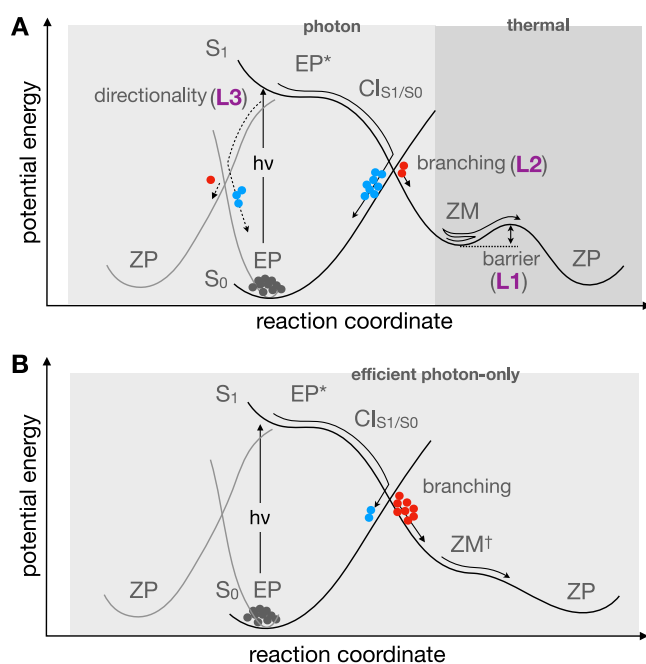 A
photon
thermal
S1
EP*
CIS1/S0
directionality (L3)
hν
branching (L2)
ZM
ZP
S0
EP
barrier
(L1)
ZP
potential energy
reaction coordinate
B
efficient photon-only
S1
EP*
CIS1/S0
hν
branching
ZM†
ZP
S0
EP
ZP
potential energy
reaction coordinate